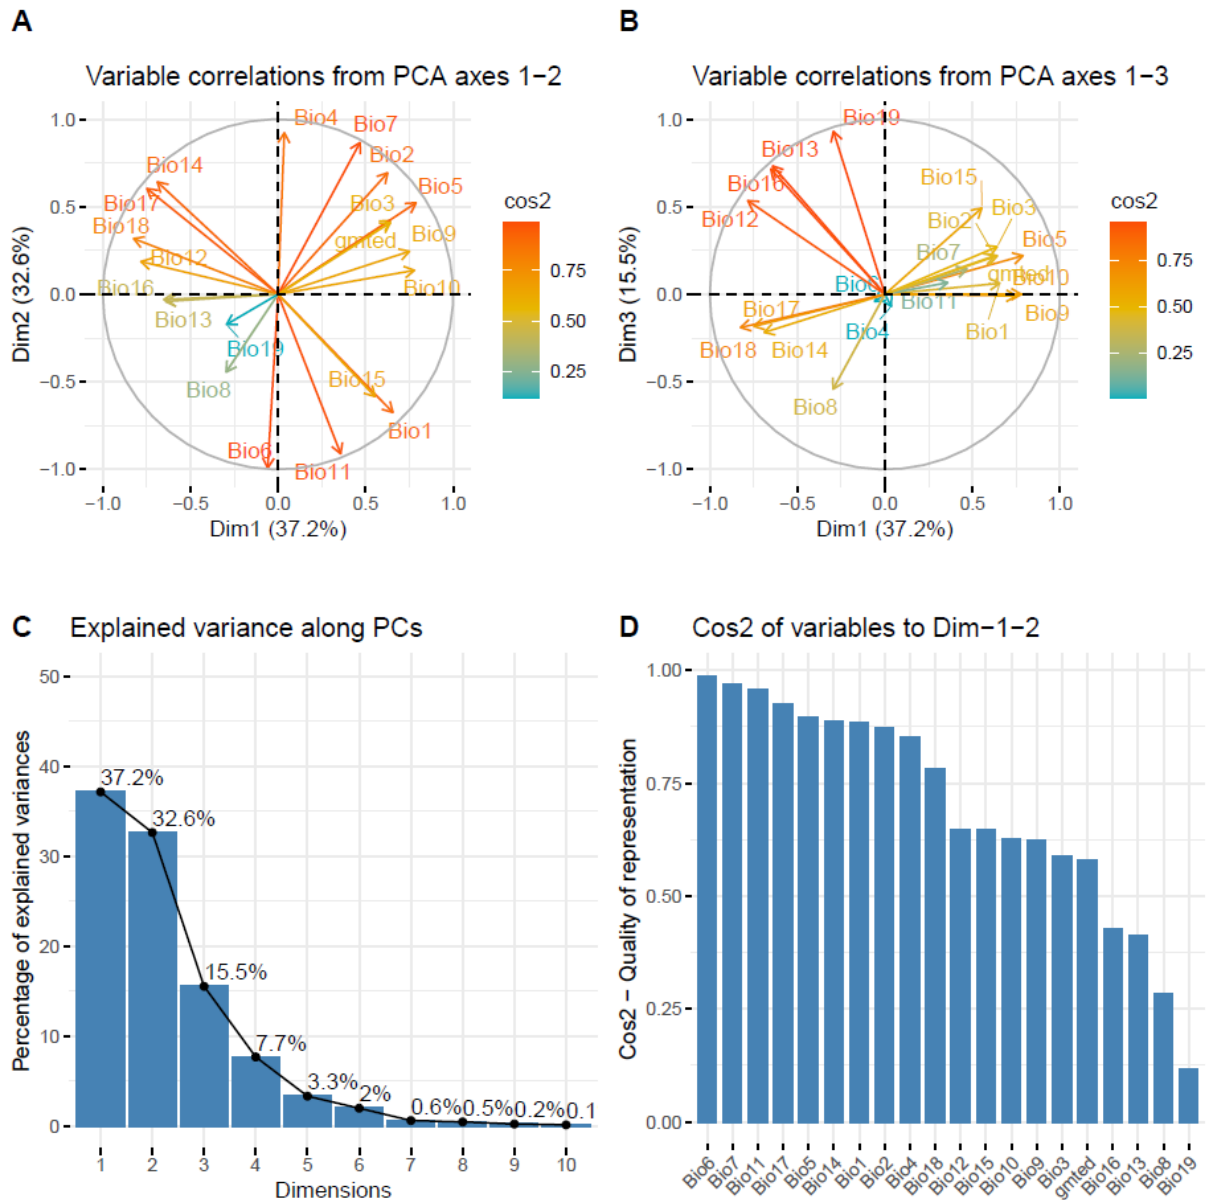 A
Variable correlations from PCA axes 1−2
Dim2 (32.6%)
1.0
0.5
0.0
−0.5
−1.0
Bio4
Bio7
Bio2
Bio14
Bio5
Bio17
Bio3
Bio18
gmted
Bio9
Bio12
Bio16
Bio10
Bio13
Bio19
Bio8
Bio15
Bio1
Bio6
Bio11
−1.0 −0.5 0.0 0.5 1.0
Dim1 (37.2%)
cos2
0.75
0.50
0.25
B
Variable correlations from PCA axes 1−3
Dim3 (15.5%)
1.0
0.5
0.0
−0.5
−1.0
Bio19
Bio13
Bio16
Bio15
Bio12
Bio2
Bio3
Bio7
Bio5
gmted
Bio10
Bio6
Bio11
Bio17
Bio9
Bio4
Bio1
Bio18
Bio14
Bio8
−1.0 −0.5 0.0 0.5 1.0
Dim1 (37.2%)
cos2
0.75
0.50
0.25
C
Explained variance along PCs
Percentage of explained variances
50
40
30
20
10
0
37.2%
32.6%
15.5%
7.7%
3.3%
2%
0.6%
0.5%
0.2%
0.1
1 2 3 4 5 6 7 8 9 10
Dimensions
D
Cos2 of variables to Dim−1−2
Cos2 − Quality of representation
1.00
0.75
0.50
0.25
0.00
Bio6 Bio7 Bio11 Bio17 Bio5 Bio14 Bio1 Bio2 Bio4 Bio18 Bio12 Bio15 Bio10 Bio9 Bio3 gmted Bio16 Bio13 Bio8 Bio19